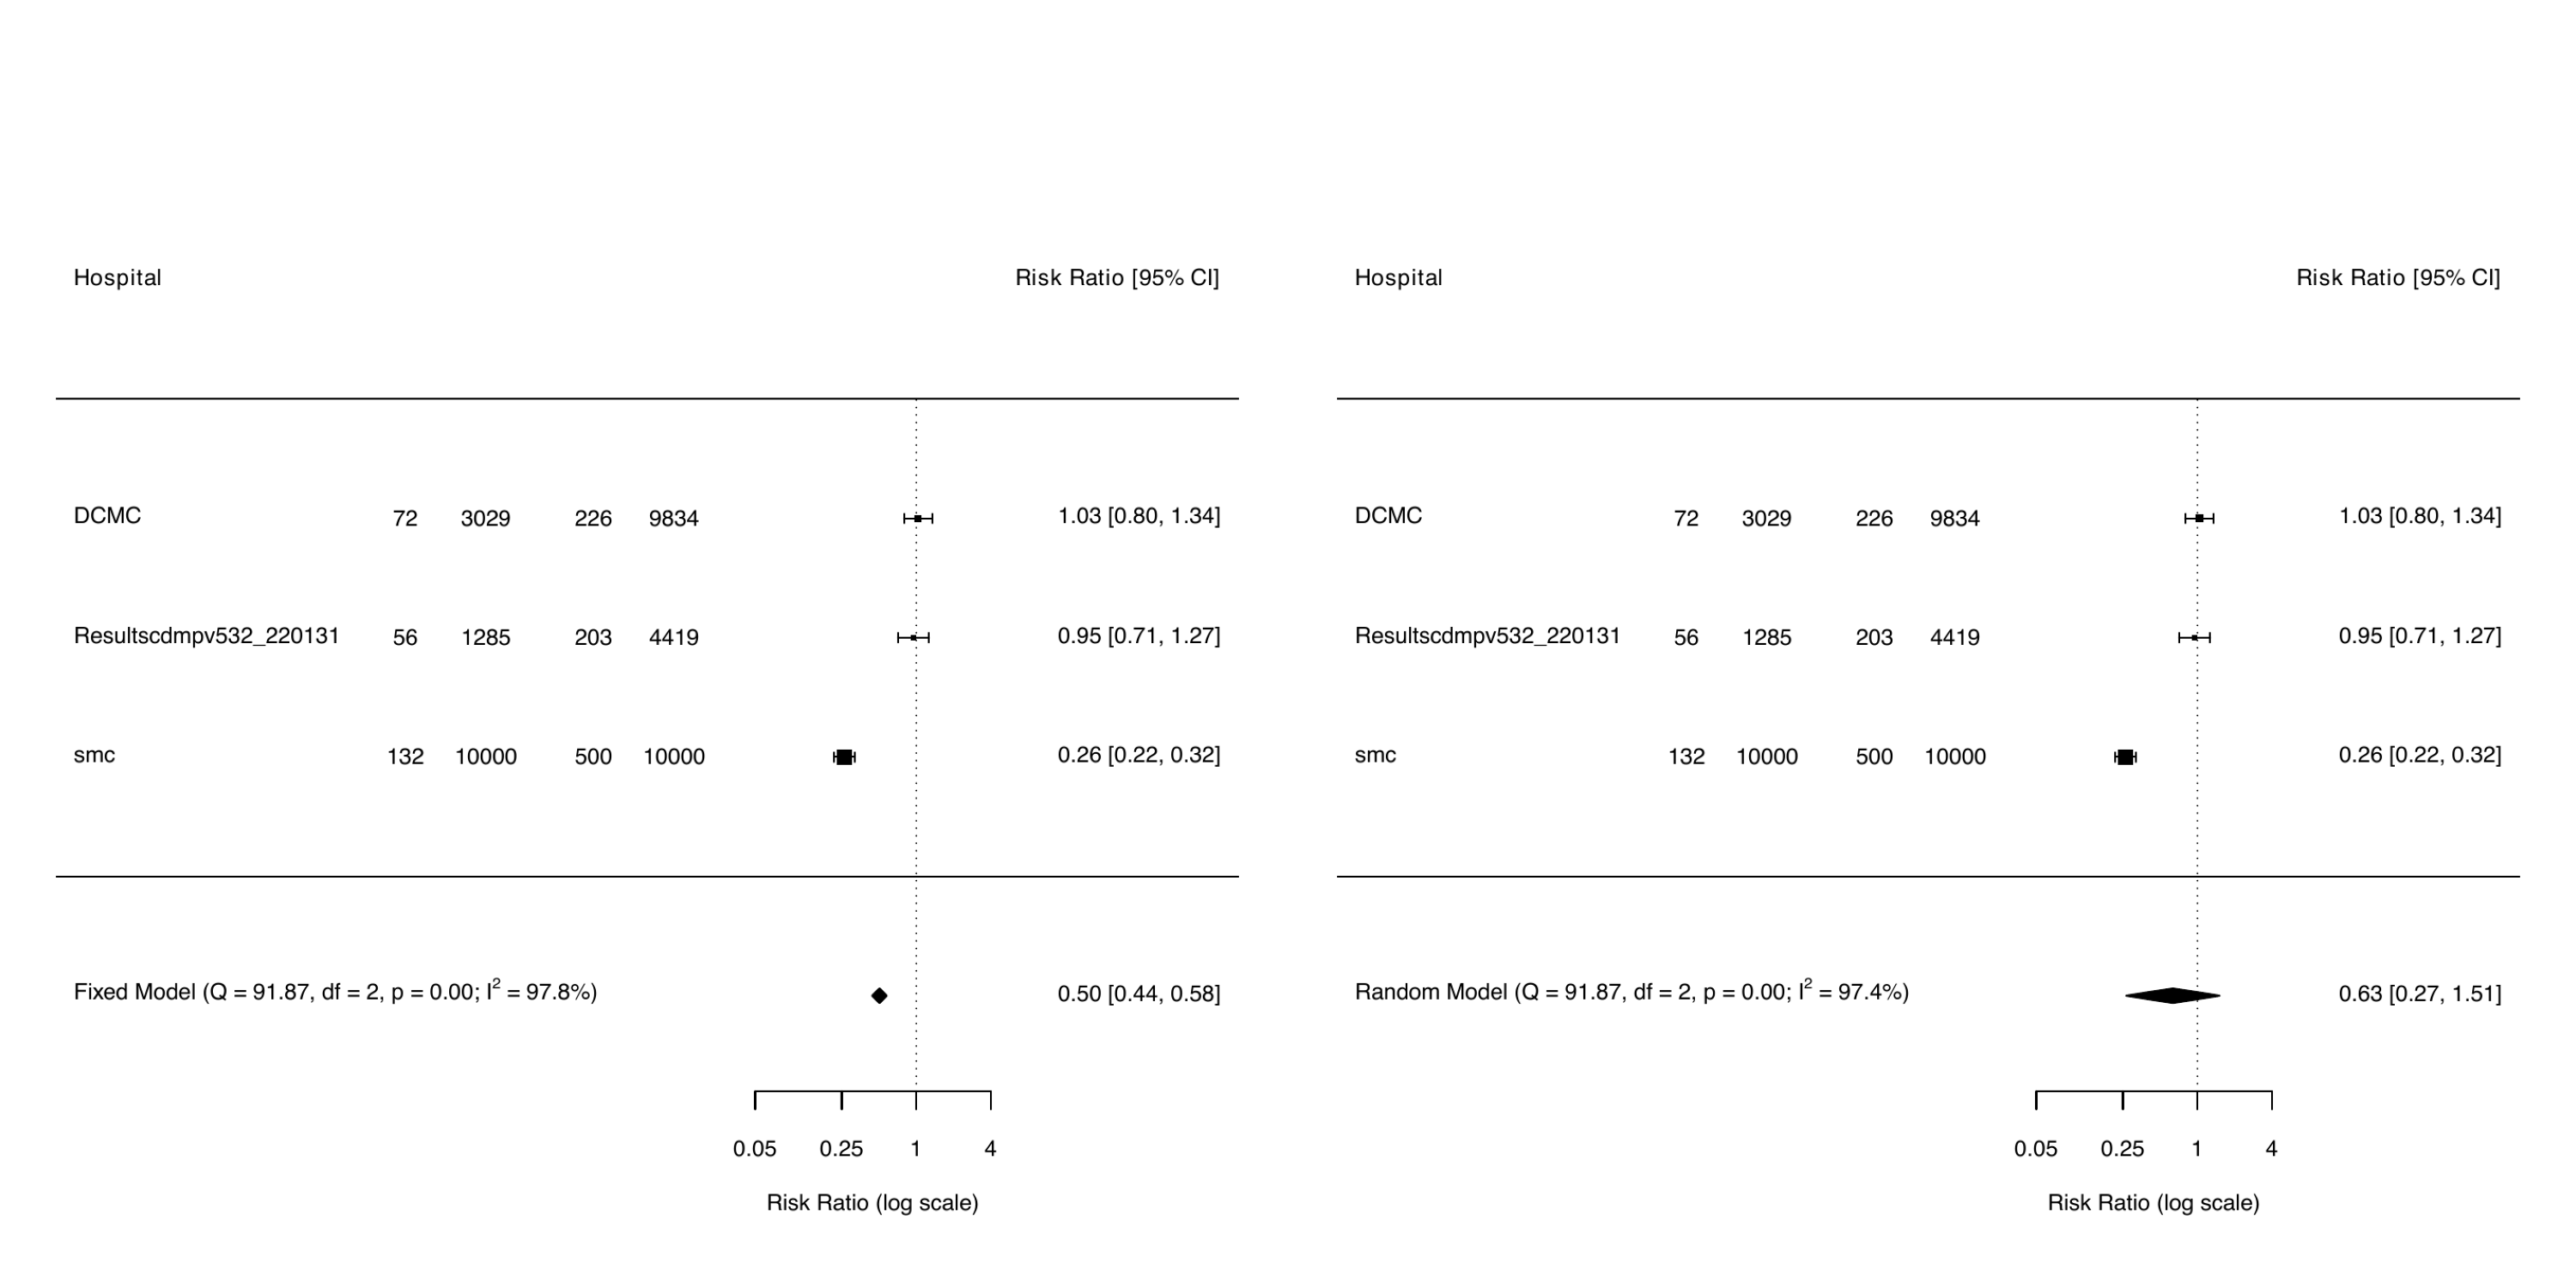 Hospital Risk Ratio [95% CI]
DCMC 72 3029 226 9834 1.03 [0.80, 1.34]
Resultscdmpv532_220131 56 1285 203 4419 0.95 [0.71, 1.27]
smc 132 10000 500 10000 0.26 [0.22, 0.32]
Fixed Model (Q = 91.87, df = 2, p = 0.00; I² = 97.8%) 0.50 [0.44, 0.58]
0.05 0.25 1 4
Risk Ratio (log scale)
Hospital Risk Ratio [95% CI]
DCMC 72 3029 226 9834 1.03 [0.80, 1.34]
Resultscdmpv532_220131 56 1285 203 4419 0.95 [0.71, 1.27]
smc 132 10000 500 10000 0.26 [0.22, 0.32]
Random Model (Q = 91.87, df = 2, p = 0.00; I² = 97.4%) 0.63 [0.27, 1.51]
0.05 0.25 1 4
Risk Ratio (log scale)